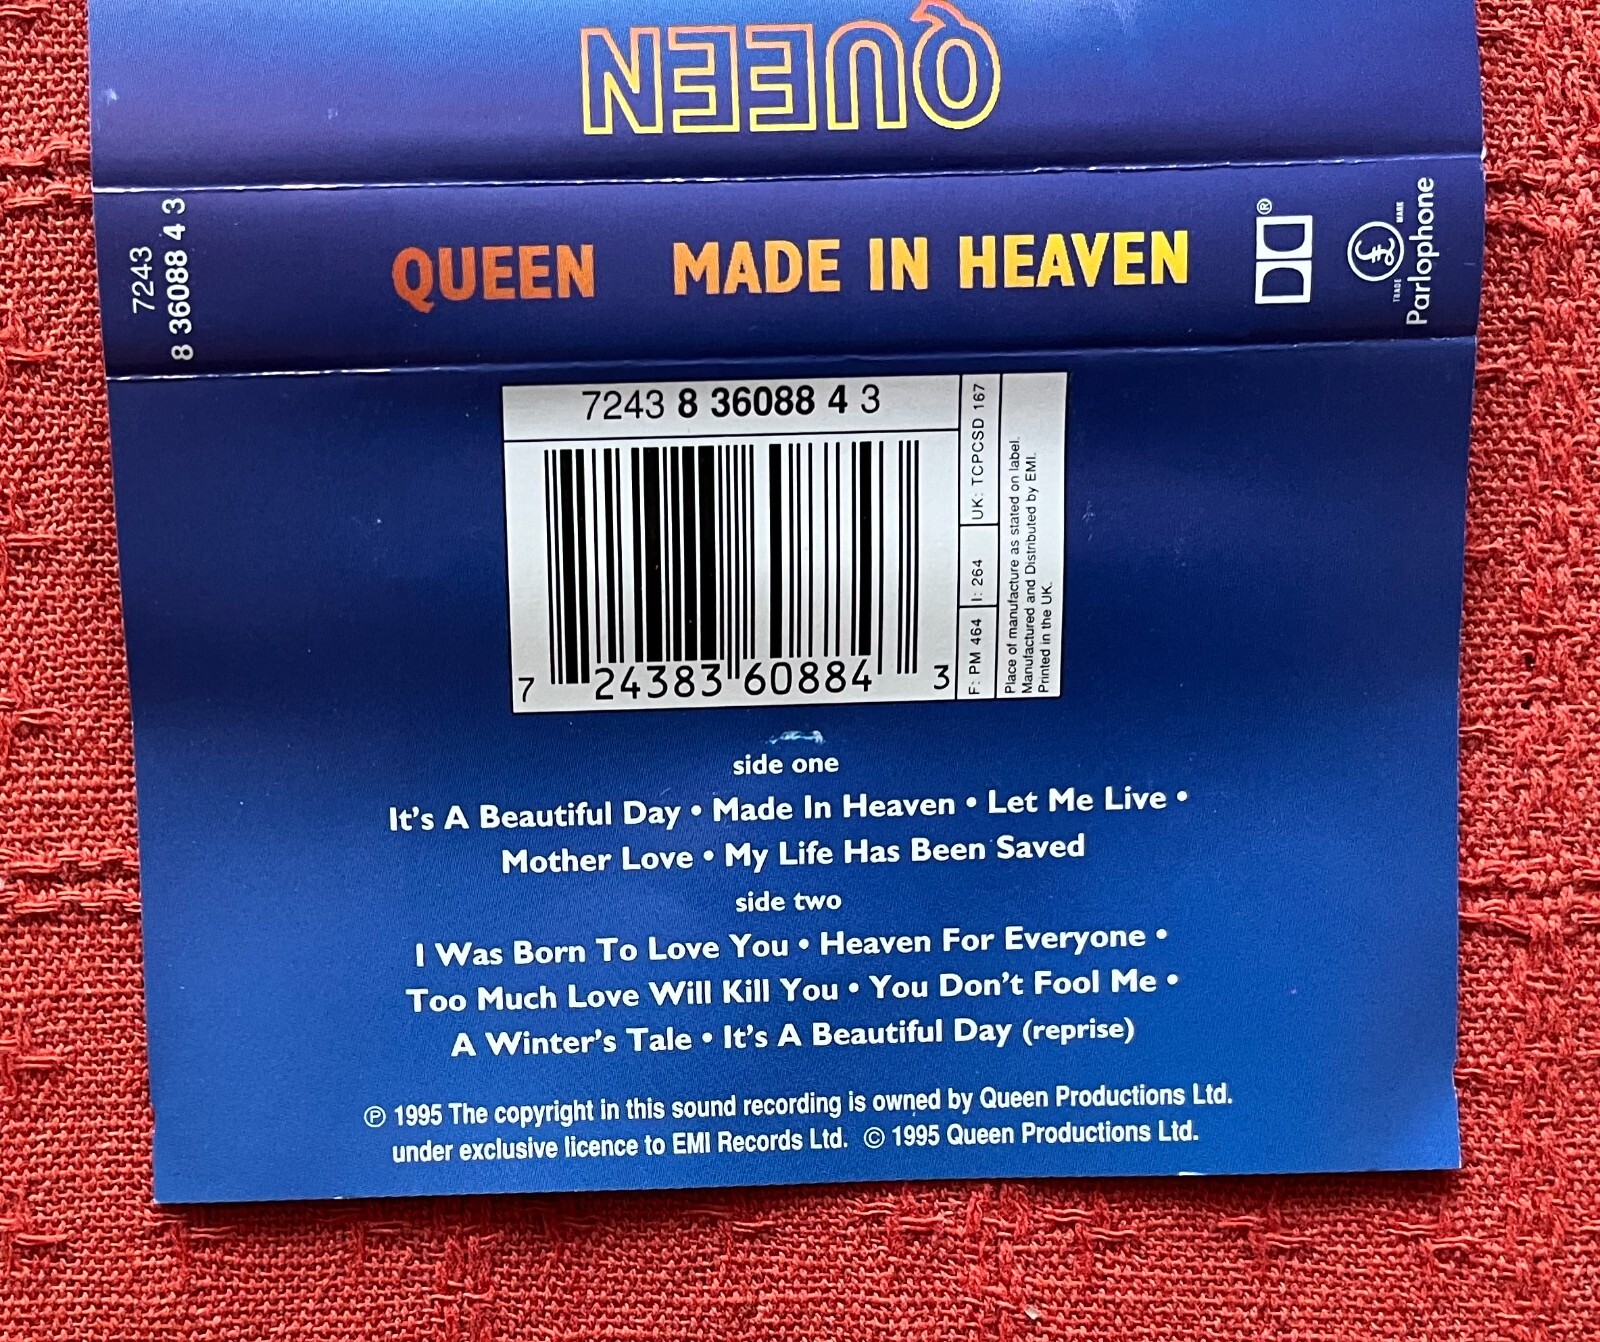 QUEEN
7243
8 36088 4 3
QUEEN MADE IN HEAVEN
®
TRADE MARK
£
Parlophone
7243 8 36088 4 3
7 24383 60884 3
F: PM 464 I: 264 UK: TCPCSD 167
Place of manufacture as stated on label.
Manufactured and Distributed by EMI.
Printed in the UK.
side one
It's A Beautiful Day • Made In Heaven • Let Me Live •
Mother Love • My Life Has Been Saved
side two
I Was Born To Love You • Heaven For Everyone •
Too Much Love Will Kill You • You Don't Fool Me •
A Winter's Tale • It's A Beautiful Day (reprise)
℗ 1995 The copyright in this sound recording is owned by Queen Productions Ltd.
under exclusive licence to EMI Records Ltd. © 1995 Queen Productions Ltd.